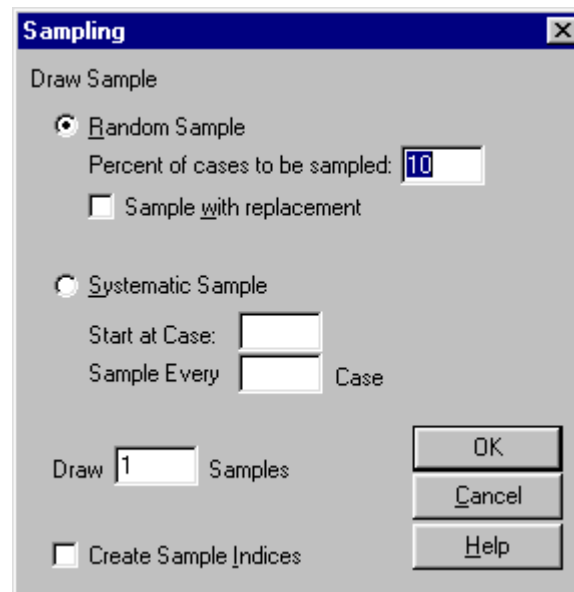 Sampling
Draw Sample
Random Sample
Percent of cases to be sampled: 10
Sample with replacement
Systematic Sample
Start at Case:
Sample Every Case
Draw 1 Samples
Create Sample Indices
OK
Cancel
Help